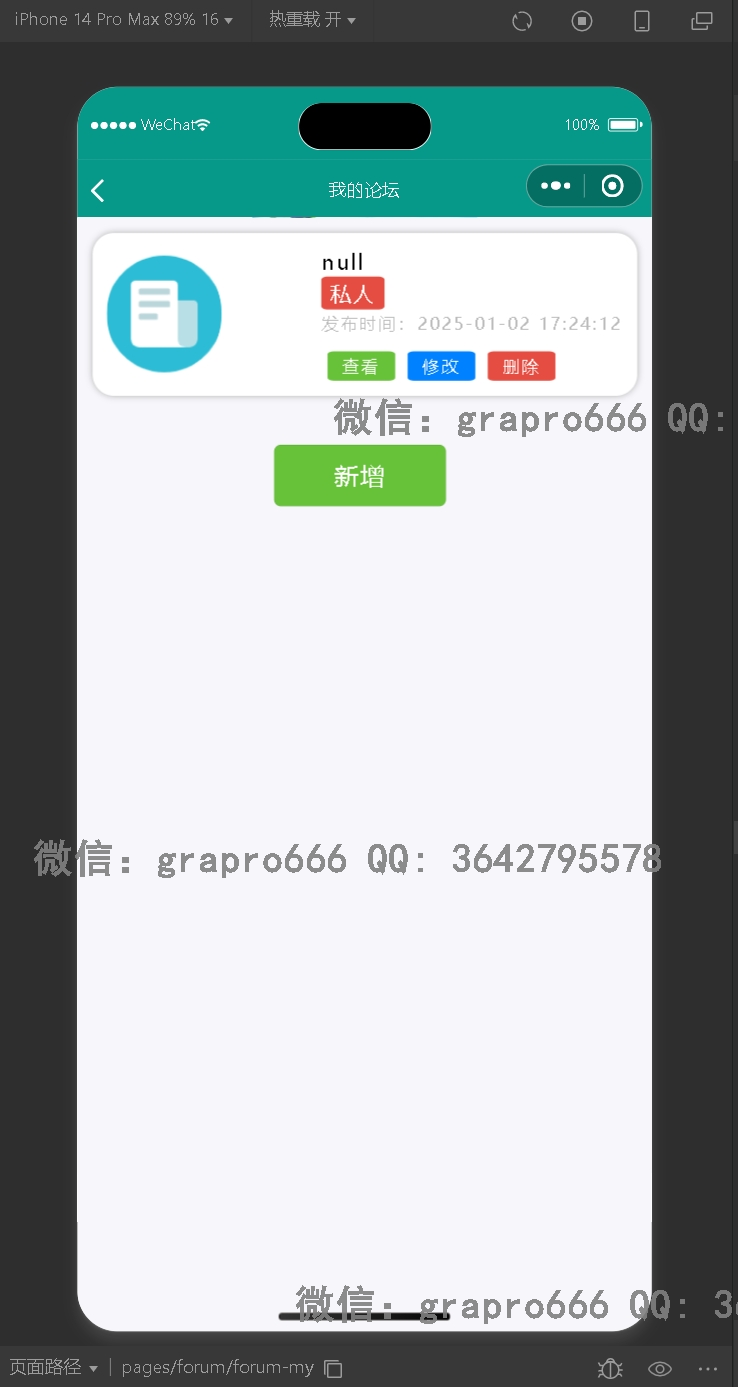 iPhone 14 Pro Max 89% 16 热重载 开
WeChat 100%
我的论坛
null
私人
发布时间：2025-01-02 17:24:12
查看 修改 删除
微信：grapro666 QQ:
新增
微信：grapro666 QQ: 3642795578
微信：grapro666 QQ: 3
页面路径 pages/forum/forum-my